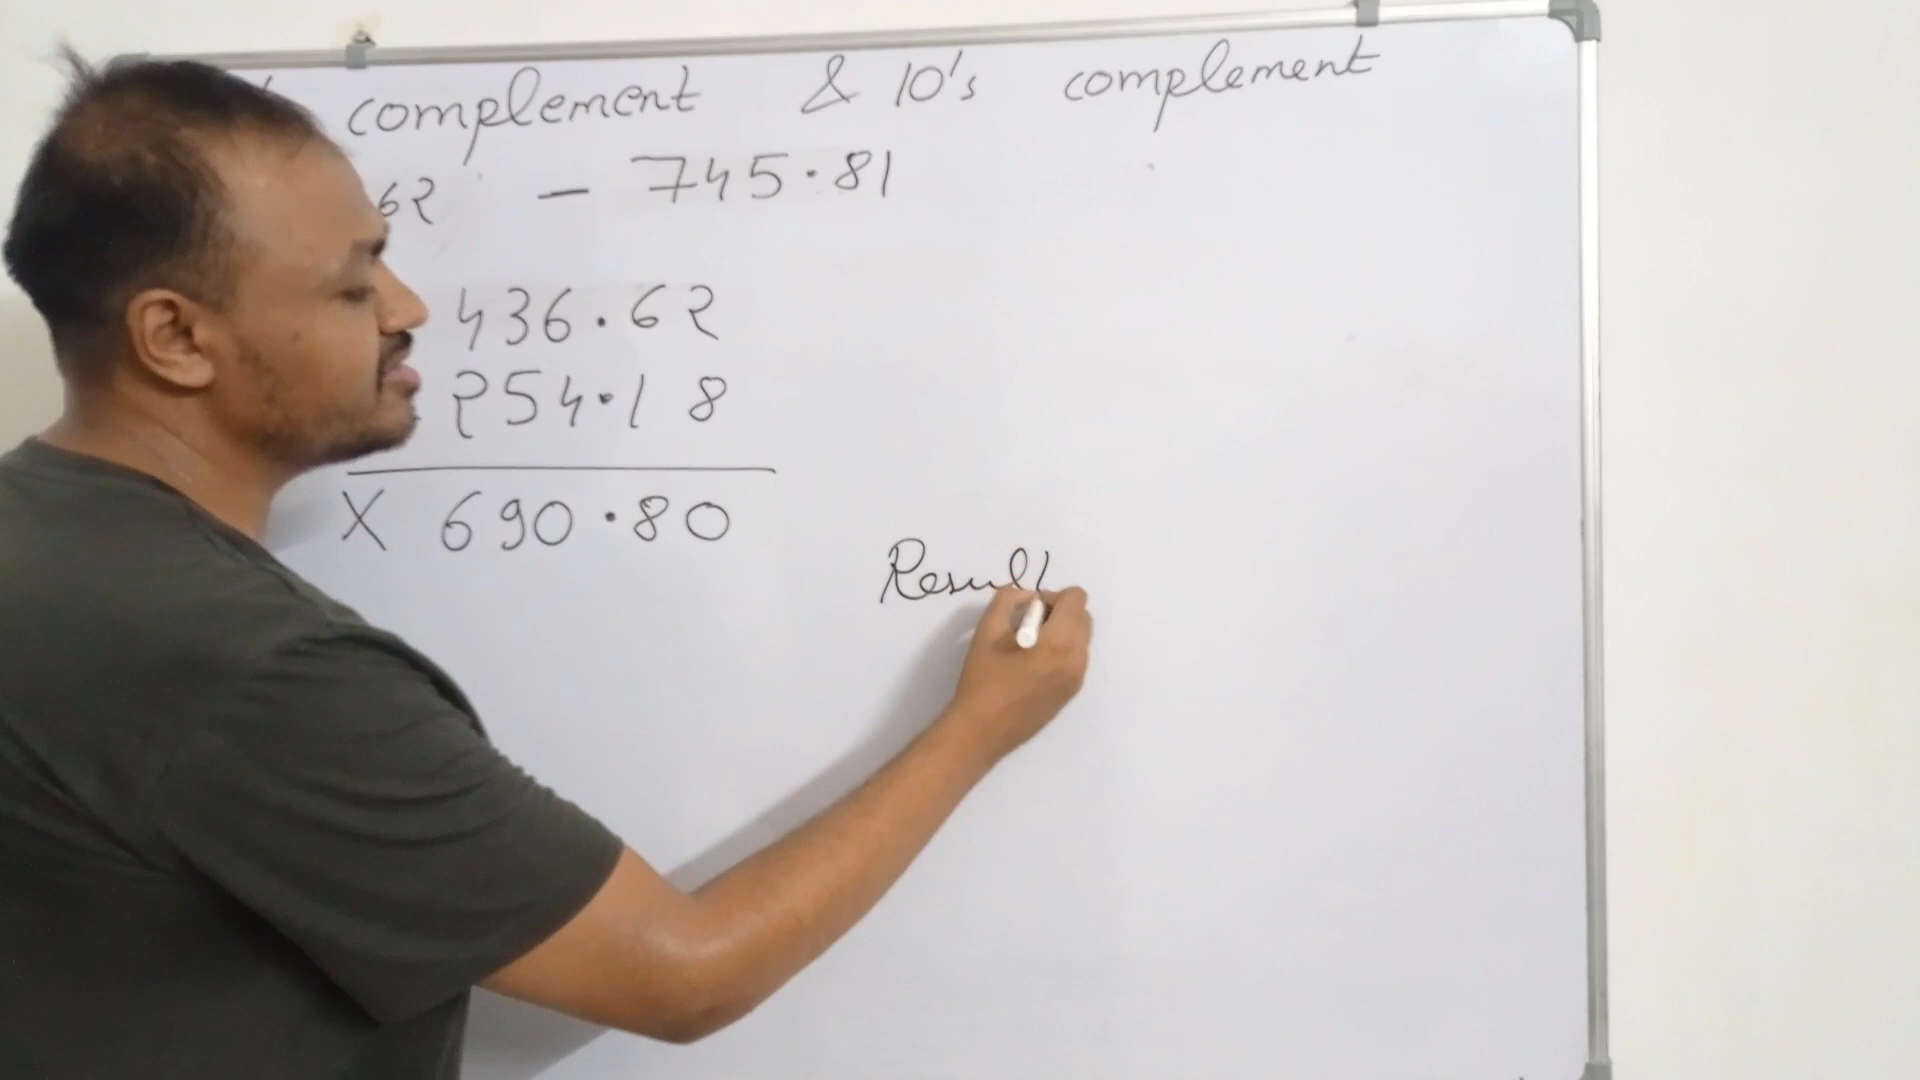 complement & 10's complement
62 - 745.81
436.62
254.18
X 690.80
Result